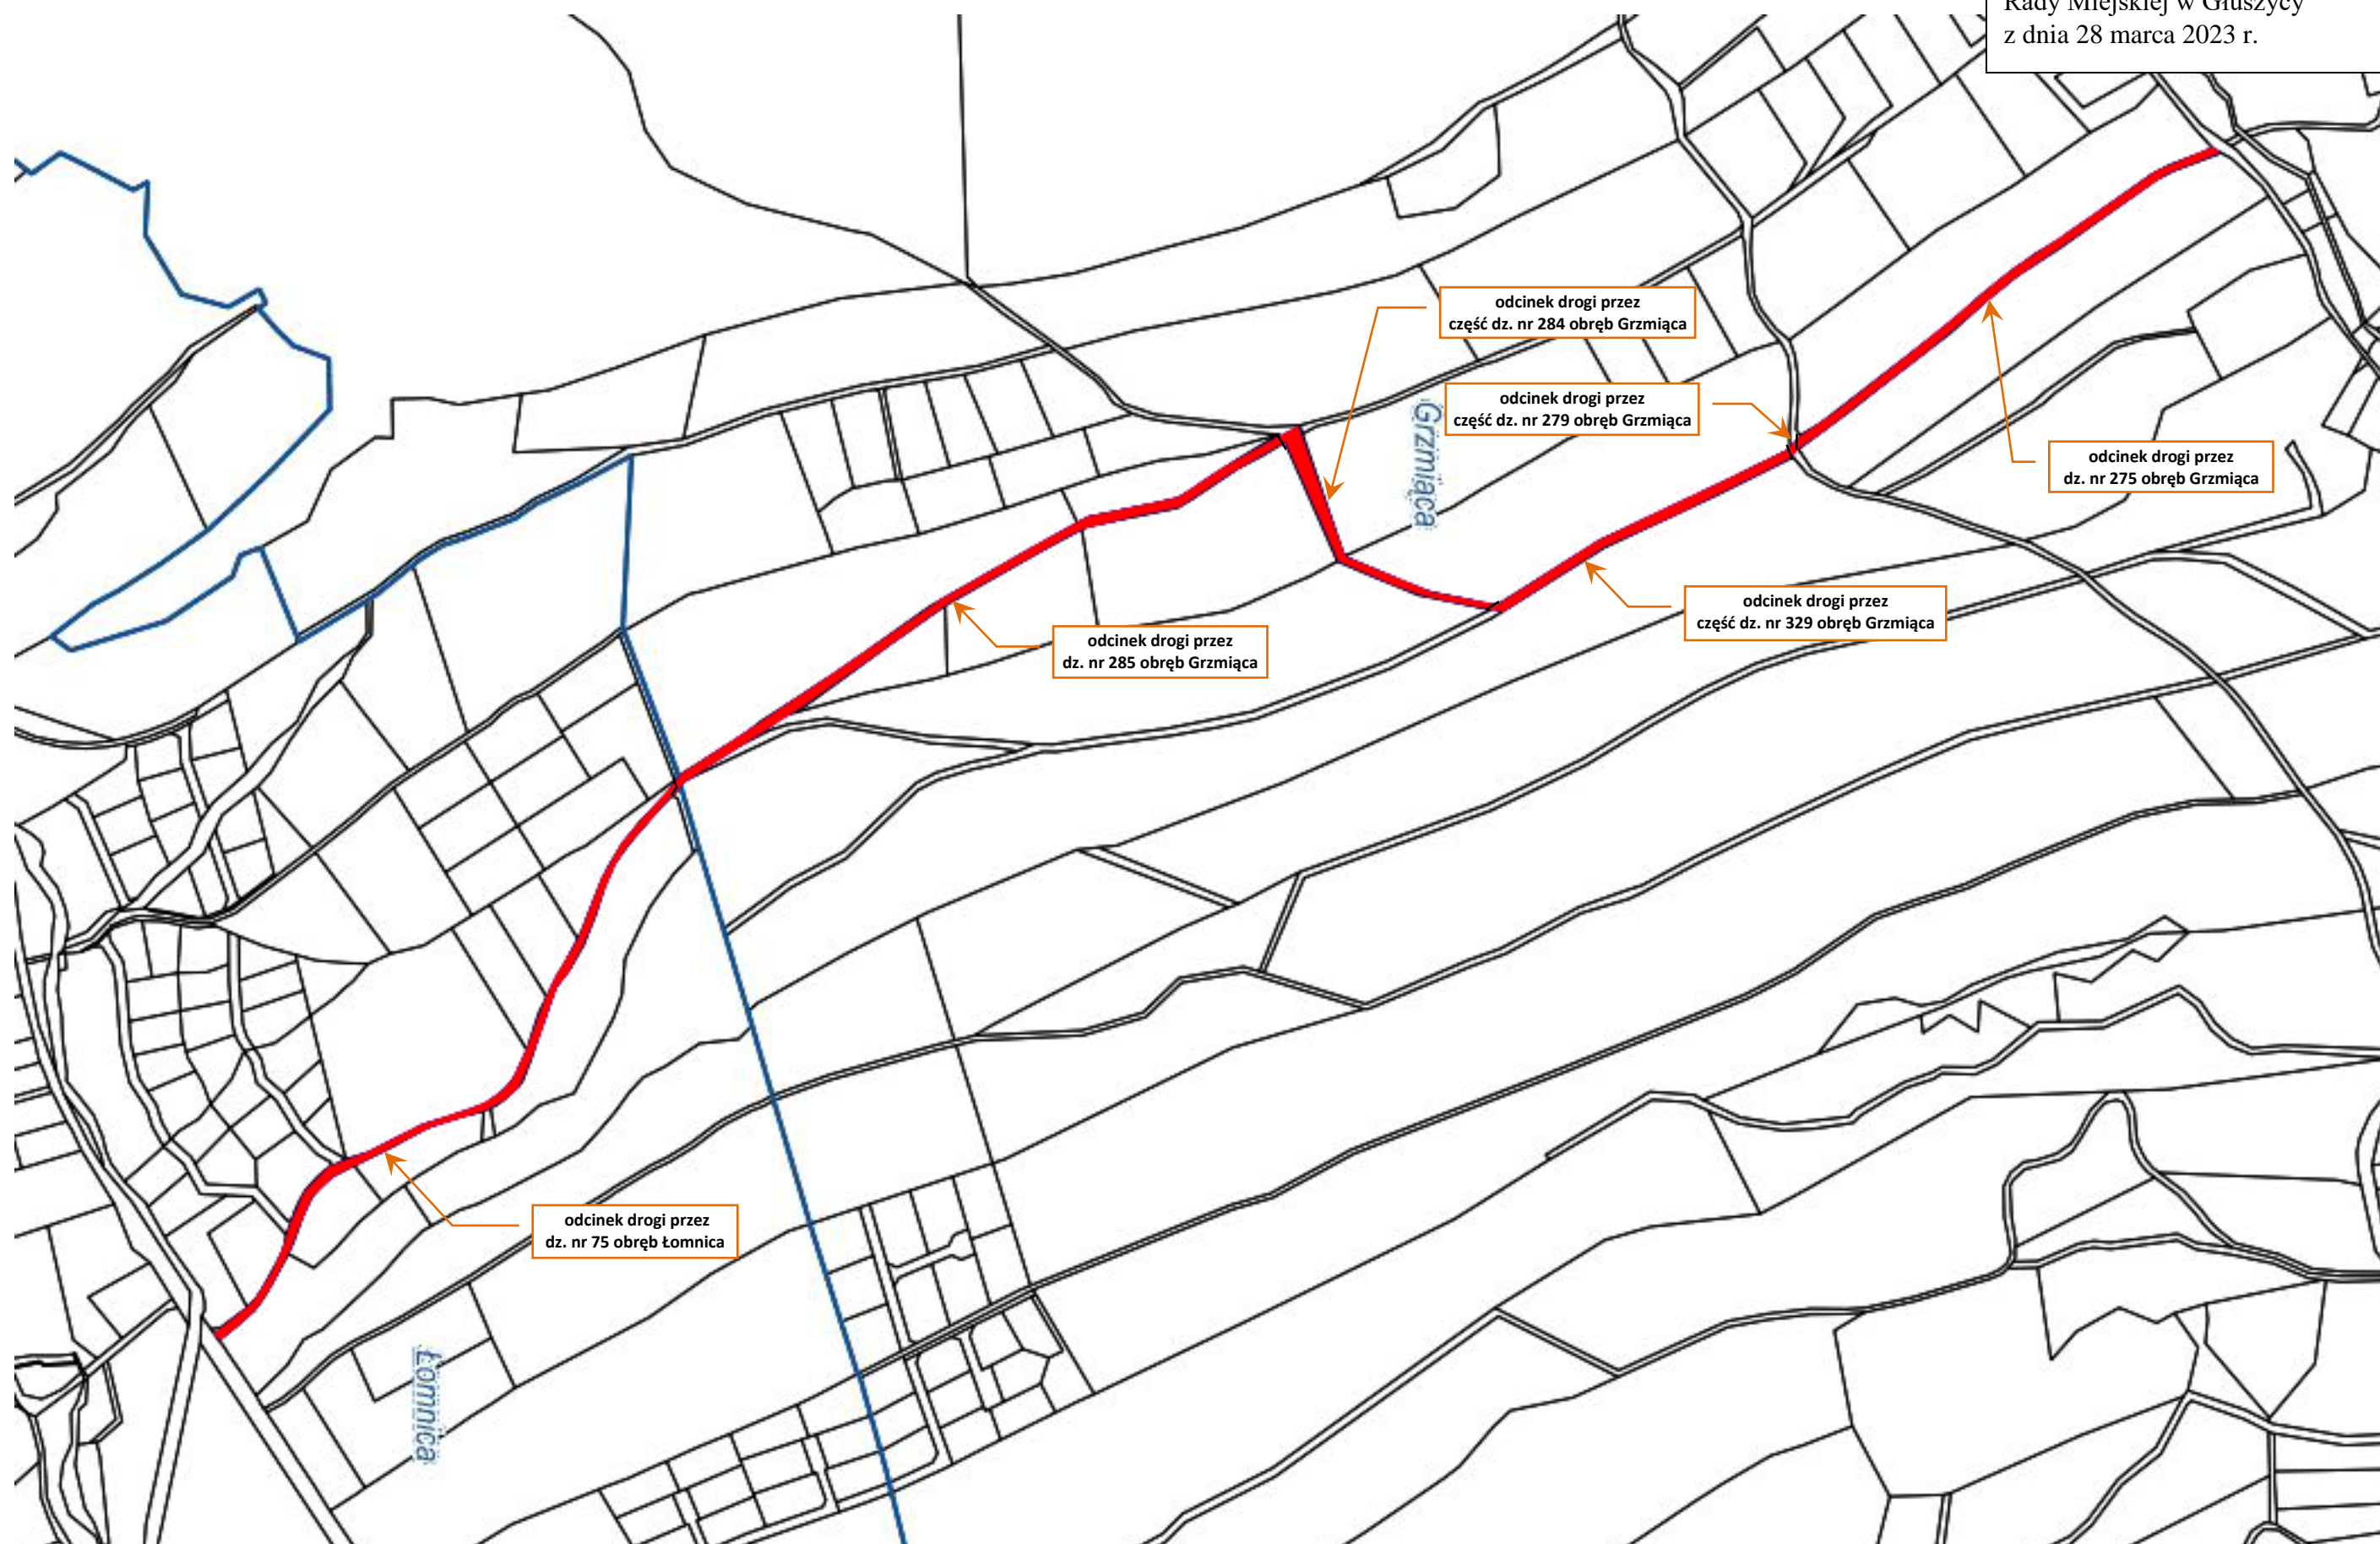 Rady Miejskiej w Głuszycy
z dnia 28 marca 2023 r.
odcinek drogi przez
część dz. nr 284 obręb Grzmiąca
odcinek drogi przez
część dz. nr 279 obręb Grzmiąca
Grzmiąca
odcinek drogi przez
dz. nr 275 obręb Grzmiąca
odcinek drogi przez
część dz. nr 329 obręb Grzmiąca
odcinek drogi przez
dz. nr 285 obręb Grzmiąca
odcinek drogi przez
dz. nr 75 obręb Łomnica
Łomnica